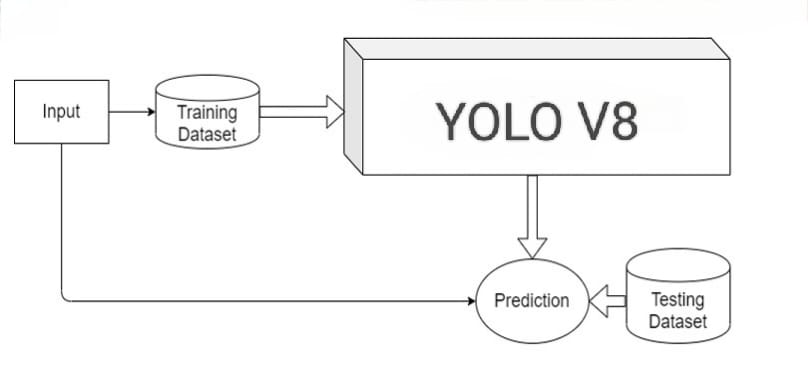 Input
Training
Dataset
YOLO V8
Prediction
Testing
Dataset